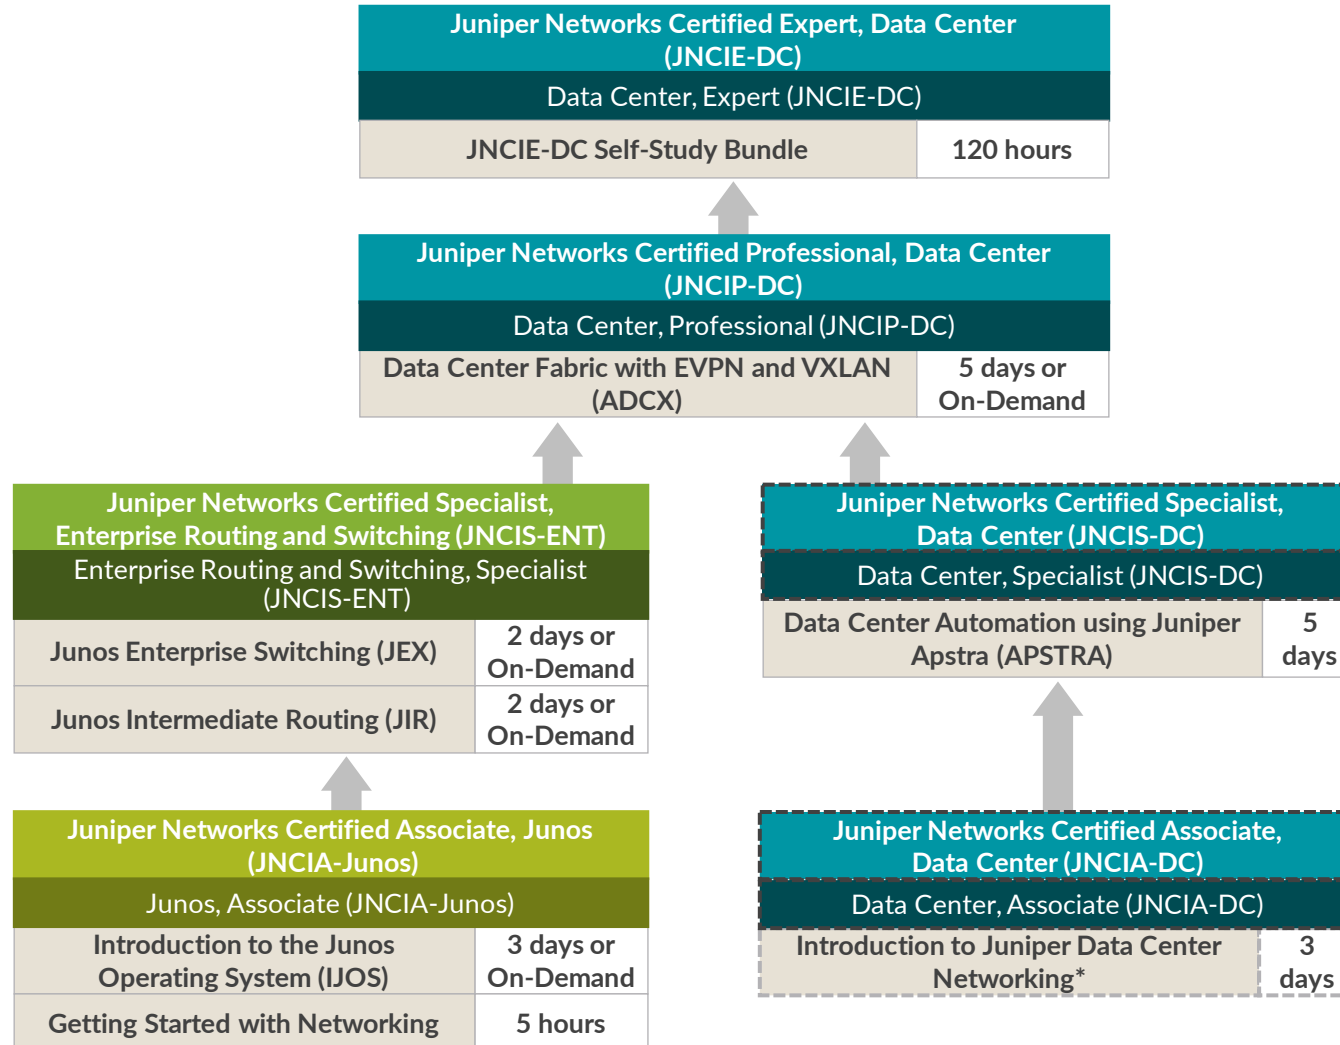 Juniper Networks Certified Expert, Data Center
(JNCIE-DC)
Data Center, Expert (JNCIE-DC)
JNCIE-DC Self-Study Bundle
120 hours
Juniper Networks Certified Professional, Data Center
(JNCIP-DC)
Data Center, Professional (JNCIP-DC)
Data Center Fabric with EVPN and VXLAN
(ADCX)
5 days or
On-Demand
Juniper Networks Certified Specialist,
Enterprise Routing and Switching (JNCIS-ENT)
Enterprise Routing and Switching, Specialist
(JNCIS-ENT)
Junos Enterprise Switching (JEX)
2 days or
On-Demand
Junos Intermediate Routing (JIR)
2 days or
On-Demand
Juniper Networks Certified Specialist,
Data Center (JNCIS-DC)
Data Center, Specialist (JNCIS-DC)
Data Center Automation using Juniper
Apstra (APSTRA)
5
days
Juniper Networks Certified Associate, Junos
(JNCIA-Junos)
Junos, Associate (JNCIA-Junos)
Introduction to the Junos
Operating System (IJOS)
3 days or
On-Demand
Getting Started with Networking
5 hours
Juniper Networks Certified Associate,
Data Center (JNCIA-DC)
Data Center, Associate (JNCIA-DC)
Introduction to Juniper Data Center
Networking*
3
days